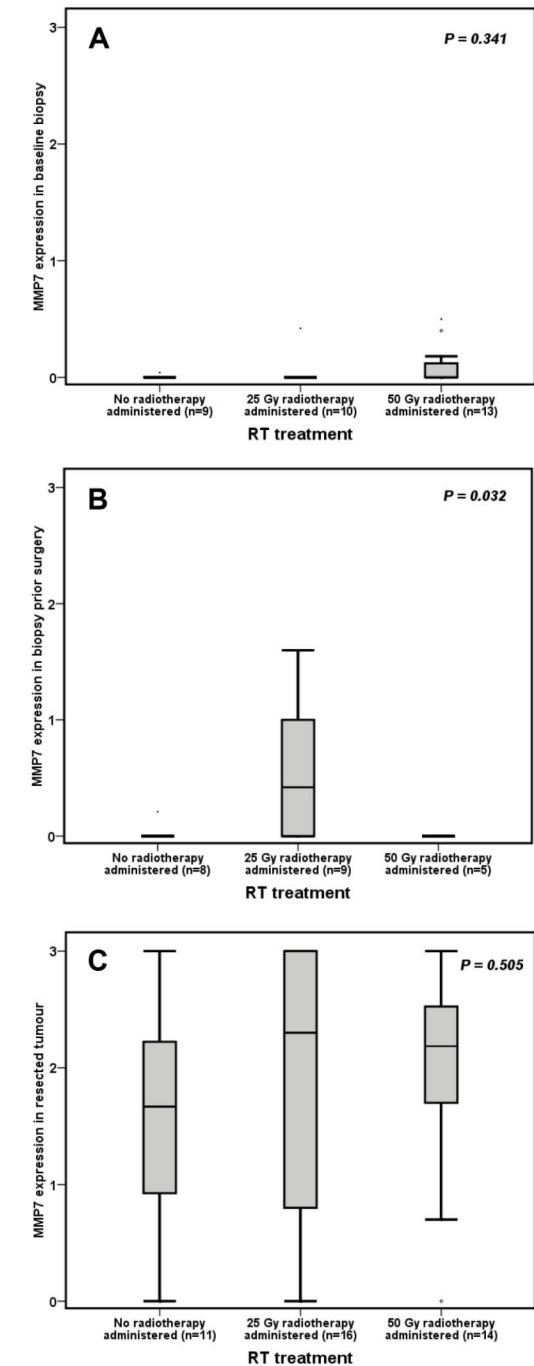 A
P = 0.341
MMP7 expression in baseline biopsy
3
2
1
0
No radiotherapy administered (n=9)
25 Gy radiotherapy administered (n=10)
50 Gy radiotherapy administered (n=13)
RT treatment
B
P = 0.032
MMP7 expression in biopsy prior surgery
3
2
1
0
No radiotherapy administered (n=8)
25 Gy radiotherapy administered (n=9)
50 Gy radiotherapy administered (n=5)
RT treatment
C
P = 0.505
MMP7 expression in resected tumour
3
2
1
0
No radiotherapy administered (n=11)
25 Gy radiotherapy administered (n=16)
50 Gy radiotherapy administered (n=14)
RT treatment